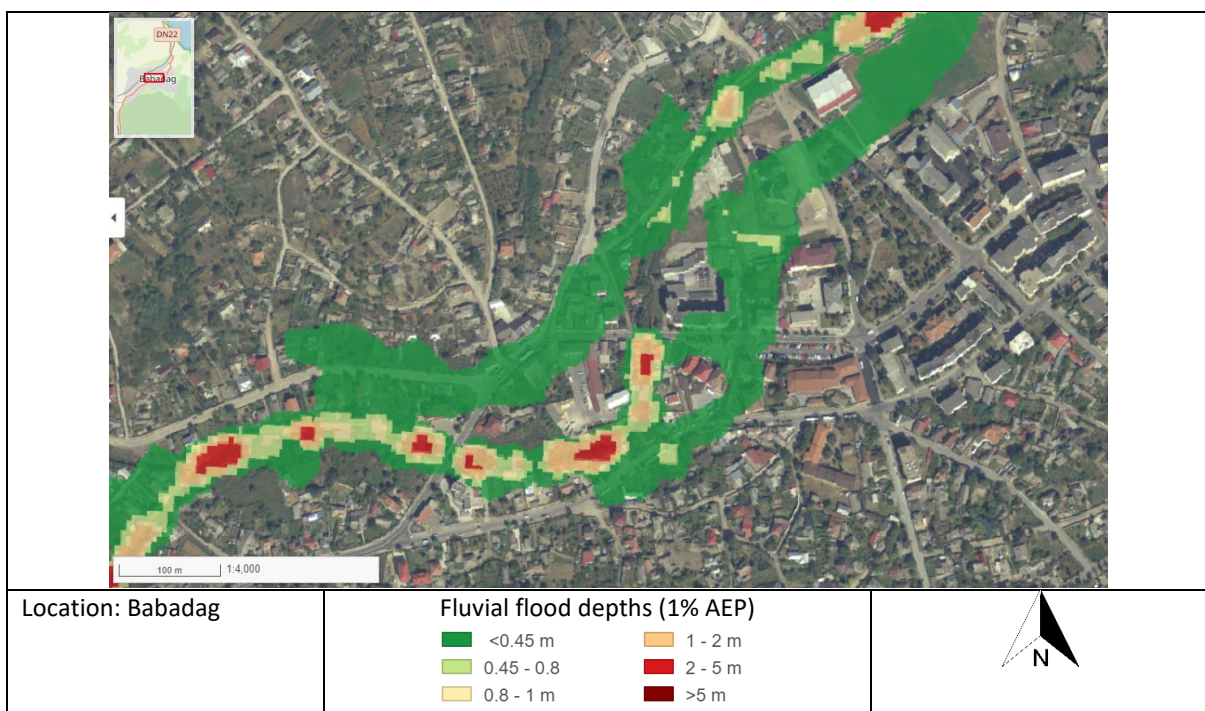 DN22
Babadag
100 m
1:4,000
Location: Babadag
Fluvial flood depths (1% AEP)
<0.45 m
1 - 2 m
0.45 - 0.8
2 - 5 m
0.8 - 1 m
>5 m
N